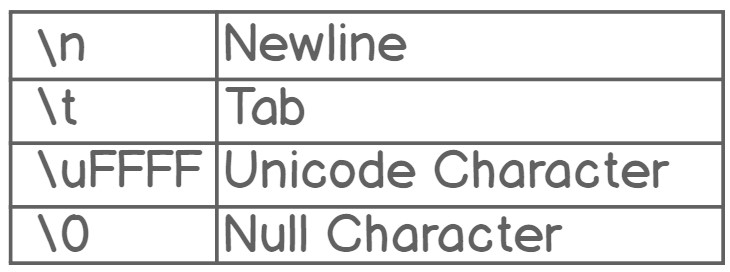 \n Newline
\t Tab
\uFFFF Unicode Character
\0 Null Character